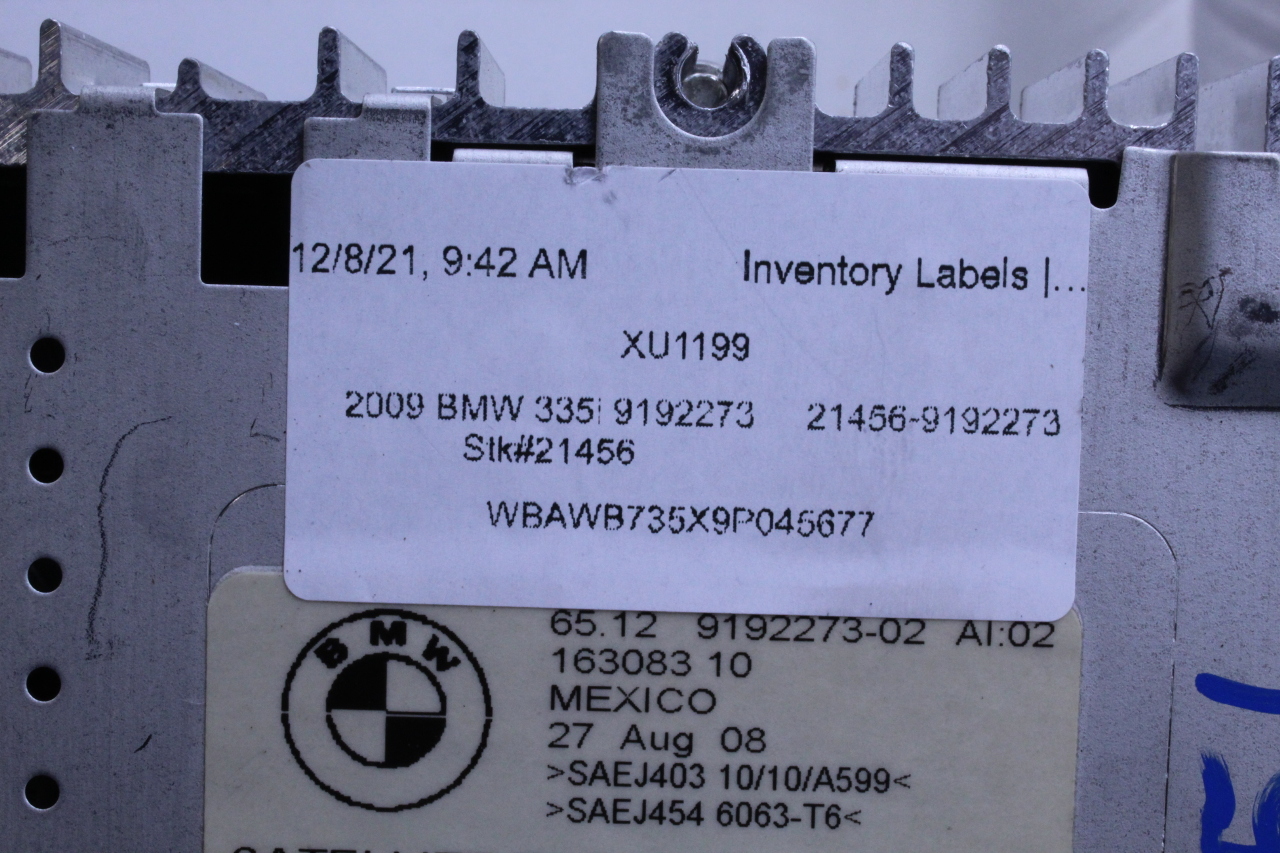 12/8/21, 9:42 AM Inventory Labels |...
XU1199
2009 BMW 335i 9192273 21456-9192273
Stk#21456
WBAWB735X9P045677
BMW
65.12 9192273-02 AI:02
163083 10
MEXICO
27 Aug 08
>SAEJ403 10/10/A599<
>SAEJ454 6063-T6<